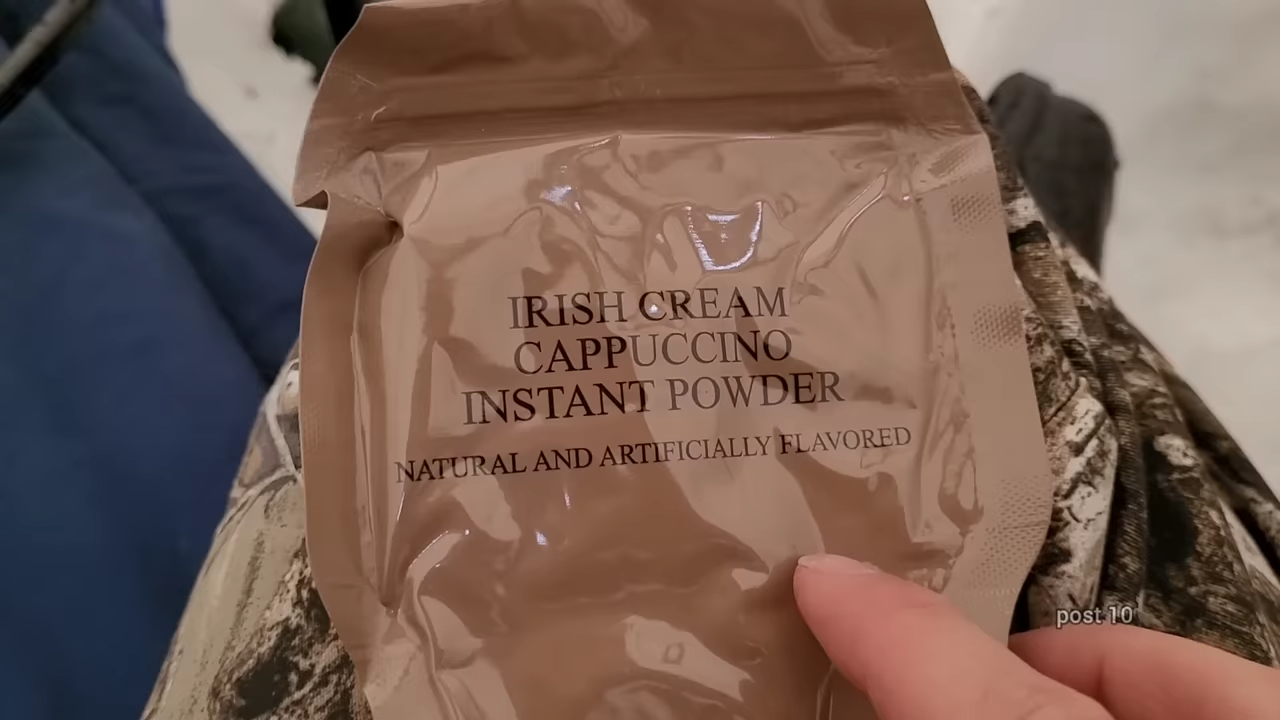 IRISH CREAM
CAPPUCCINO
INSTANT POWDER
NATURAL AND ARTIFICIALLY FLAVORED
post 10